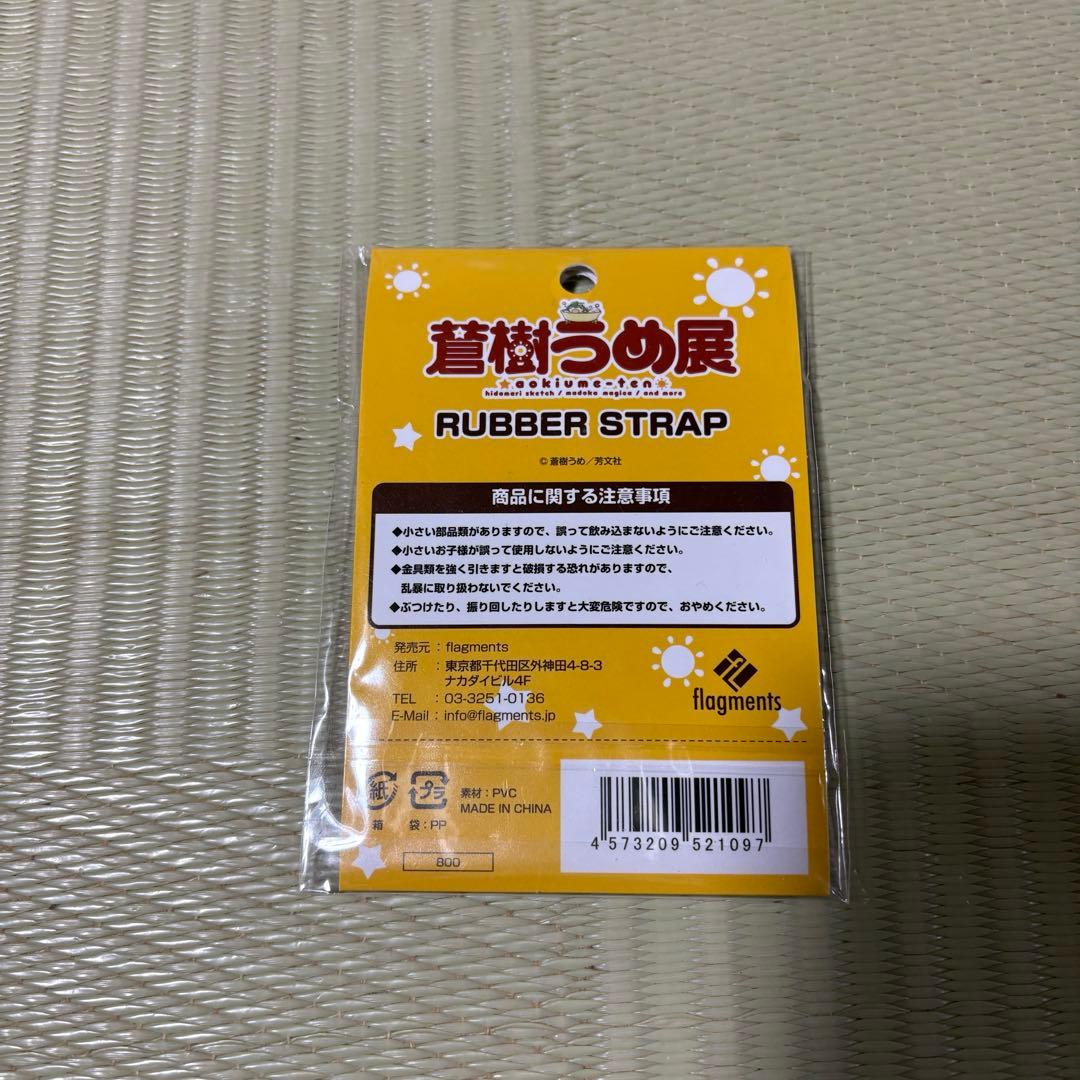 蒼樹うめ展
aokiume-ten
hidamari sketch / madoka magica / and more
RUBBER STRAP
© 蒼樹うめ／芳文社
商品に関する注意事項
◆小さい部品類がありますので、誤って飲み込まないようにご注意ください。
◆小さいお子様が誤って使用しないようにご注意ください。
◆金具類を強く引きますと破損する恐れがありますので、
乱暴に取り扱わないでください。
◆ぶつけたり、振り回したりしますと大変危険ですので、おやめください。
発売元 : flagments
住所 : 東京都千代田区外神田4-8-3
ナカダイビル4F
TEL : 03-3251-0136
E-Mail : info@flagments.jp
flagments
紙 プラ
箱 袋 : PP
素材 : PVC
MADE IN CHINA
800
4 573209 521097